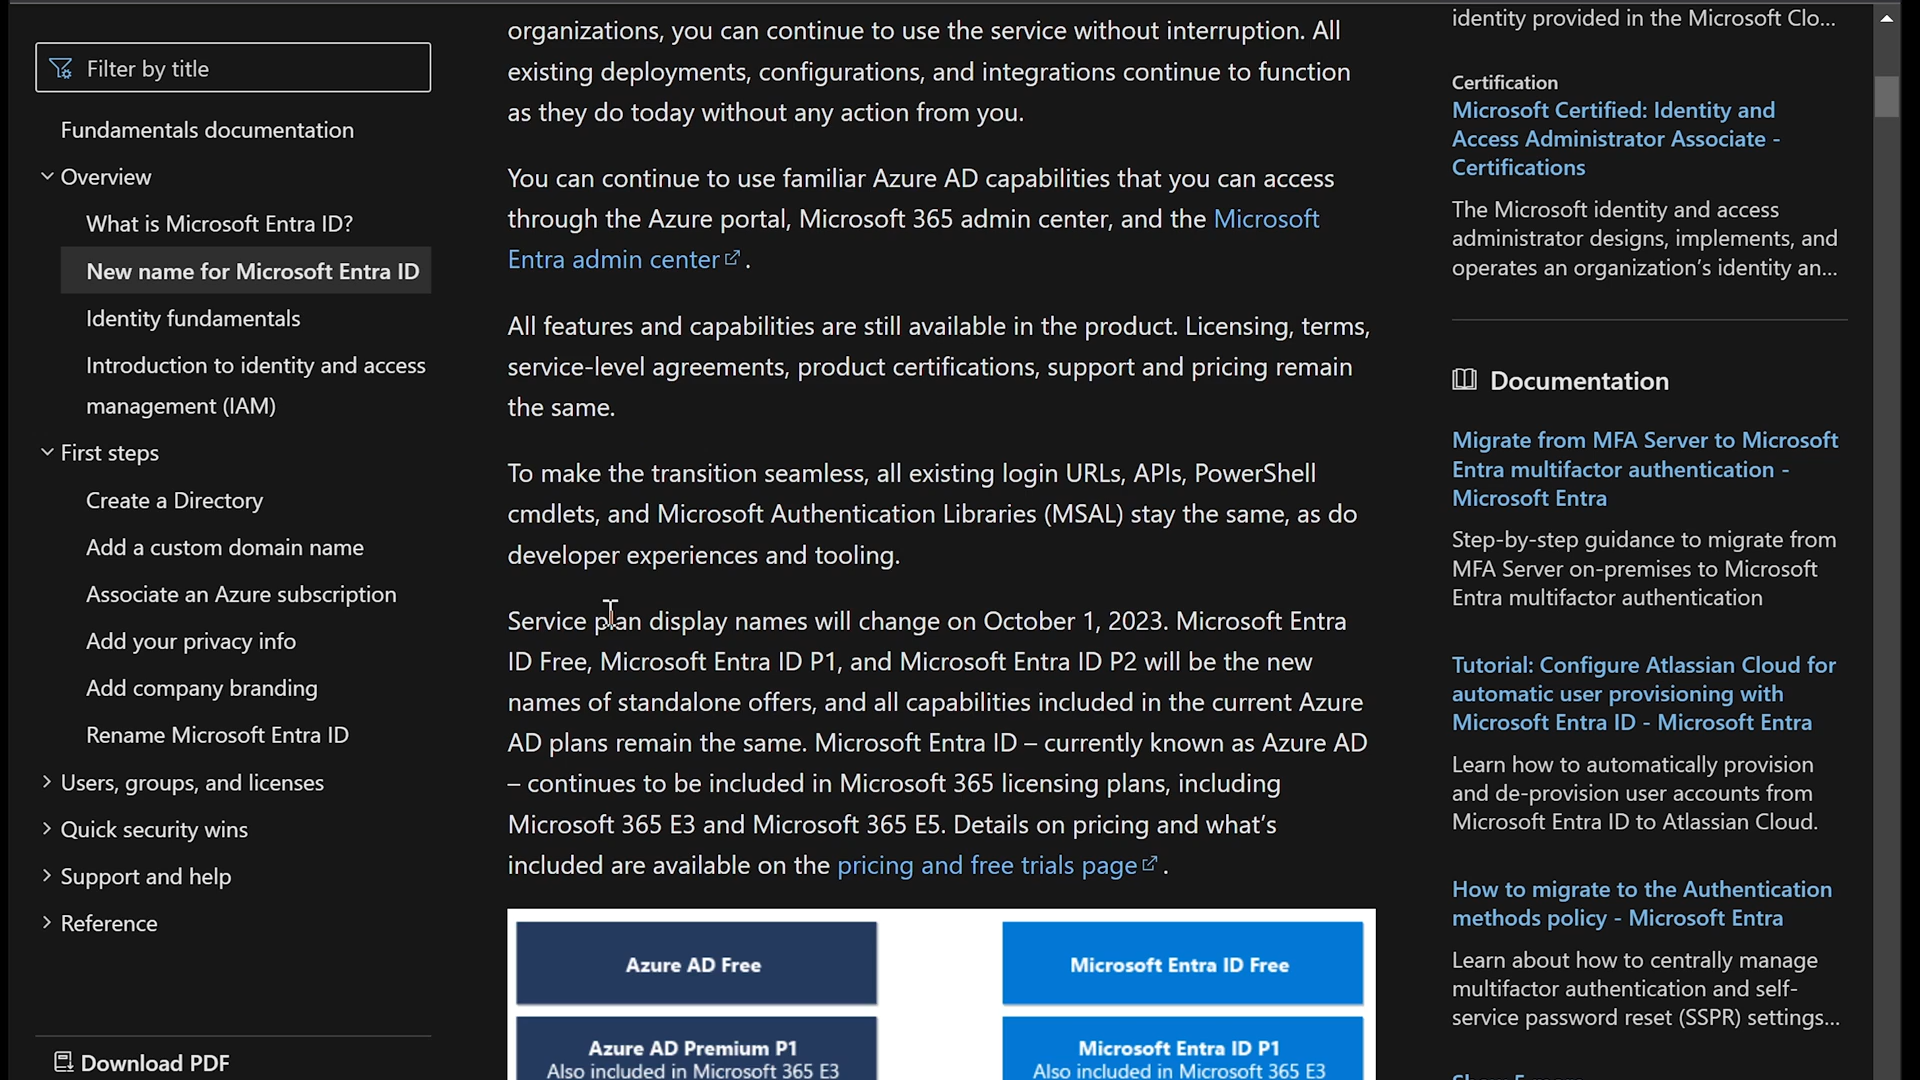 Filter by title
Fundamentals documentation
Overview
What is Microsoft Entra ID?
New name for Microsoft Entra ID
Identity fundamentals
Introduction to identity and access
management (IAM)
First steps
Create a Directory
Add a custom domain name
Associate an Azure subscription
Add your privacy info
Add company branding
Rename Microsoft Entra ID
Users, groups, and licenses
Quick security wins
Support and help
Reference
Download PDF
organizations, you can continue to use the service without interruption. All
existing deployments, configurations, and integrations continue to function
as they do today without any action from you.
You can continue to use familiar Azure AD capabilities that you can access
through the Azure portal, Microsoft 365 admin center, and the Microsoft
Entra admin center.
All features and capabilities are still available in the product. Licensing, terms,
service-level agreements, product certifications, support and pricing remain
the same.
To make the transition seamless, all existing login URLs, APIs, PowerShell
cmdlets, and Microsoft Authentication Libraries (MSAL) stay the same, as do
developer experiences and tooling.
Service plan display names will change on October 1, 2023. Microsoft Entra
ID Free, Microsoft Entra ID P1, and Microsoft Entra ID P2 will be the new
names of standalone offers, and all capabilities included in the current Azure
AD plans remain the same. Microsoft Entra ID – currently known as Azure AD
– continues to be included in Microsoft 365 licensing plans, including
Microsoft 365 E3 and Microsoft 365 E5. Details on pricing and what's
included are available on the pricing and free trials page.
Azure AD Free
Microsoft Entra ID Free
Azure AD Premium P1
Also included in Microsoft 365 E3
Microsoft Entra ID P1
Also included in Microsoft 365 E3
identity provided in the Microsoft Clo...
Certification
Microsoft Certified: Identity and
Access Administrator Associate -
Certifications
The Microsoft identity and access
administrator designs, implements, and
operates an organization's identity an...
Documentation
Migrate from MFA Server to Microsoft
Entra multifactor authentication -
Microsoft Entra
Step-by-step guidance to migrate from
MFA Server on-premises to Microsoft
Entra multifactor authentication
Tutorial: Configure Atlassian Cloud for
automatic user provisioning with
Microsoft Entra ID - Microsoft Entra
Learn how to automatically provision
and de-provision user accounts from
Microsoft Entra ID to Atlassian Cloud.
How to migrate to the Authentication
methods policy - Microsoft Entra
Learn about how to centrally manage
multifactor authentication and self-
service password reset (SSPR) settings...